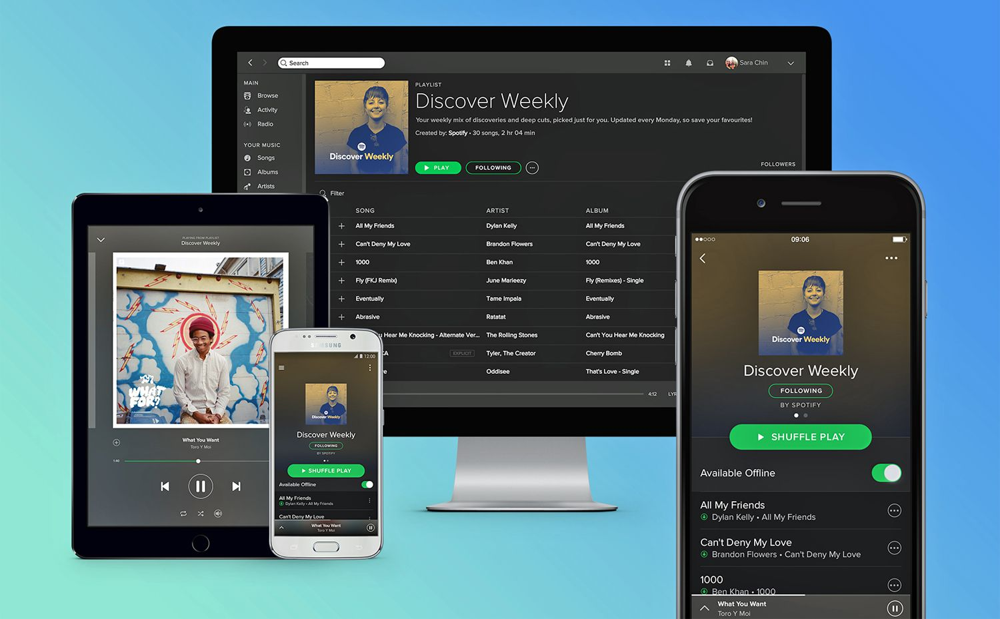 Search
Sara Chin
MAIN
Browse
Activity
Radio
YOUR MUSIC
Songs
Albums
Artists
PLAYLIST
Discover Weekly
Your weekly mix of discoveries and deep cuts, picked just for you. Updated every Monday, so save your favourites!
Created by: Spotify • 30 songs, 2 hr 04 min
Discover Weekly
PLAY FOLLOWING
FOLLOWERS
Filter
SONG ARTIST ALBUM
All My Friends Dylan Kelly All My Friends
Can't Deny My Love Brandon Flowers Can't Deny My Love
1000 Ben Khan 1000
Fly (FKJ Remix) June Marieezy Fly (Remixes) - Single
Eventually Tame Impala Eventually
Abrasive Ratatat Abrasive
u Hear Me Knocking - Alternate Ver... The Rolling Stones Can't You Hear Me Knocking
CA EXPLICIT Tyler, The Creator Cherry Bomb
ve Oddisee That's Love - Single
4:12 LYR
PLAYING FROM PLAYLIST
Discover Weekly
WHAT
FOR?
What You Want
Toro Y Moi
1:40
SAMSUNG
12:00
Discover Weekly
Discover Weekly
FOLLOWING
BY SPOTIFY
SHUFFLE PLAY
Available Offline
All My Friends
Dylan Kelly • All My Friends
Can't Deny My Love
What You Want
Toro Y Moi
09:06
Discover Weekly
Discover Weekly
FOLLOWING
BY SPOTIFY
SHUFFLE PLAY
Available Offline
All My Friends
Dylan Kelly • All My Friends
Can't Deny My Love
Brandon Flowers • Can't Deny My Love
1000
Ben Khan • 1000
What You Want
Toro Y Moi